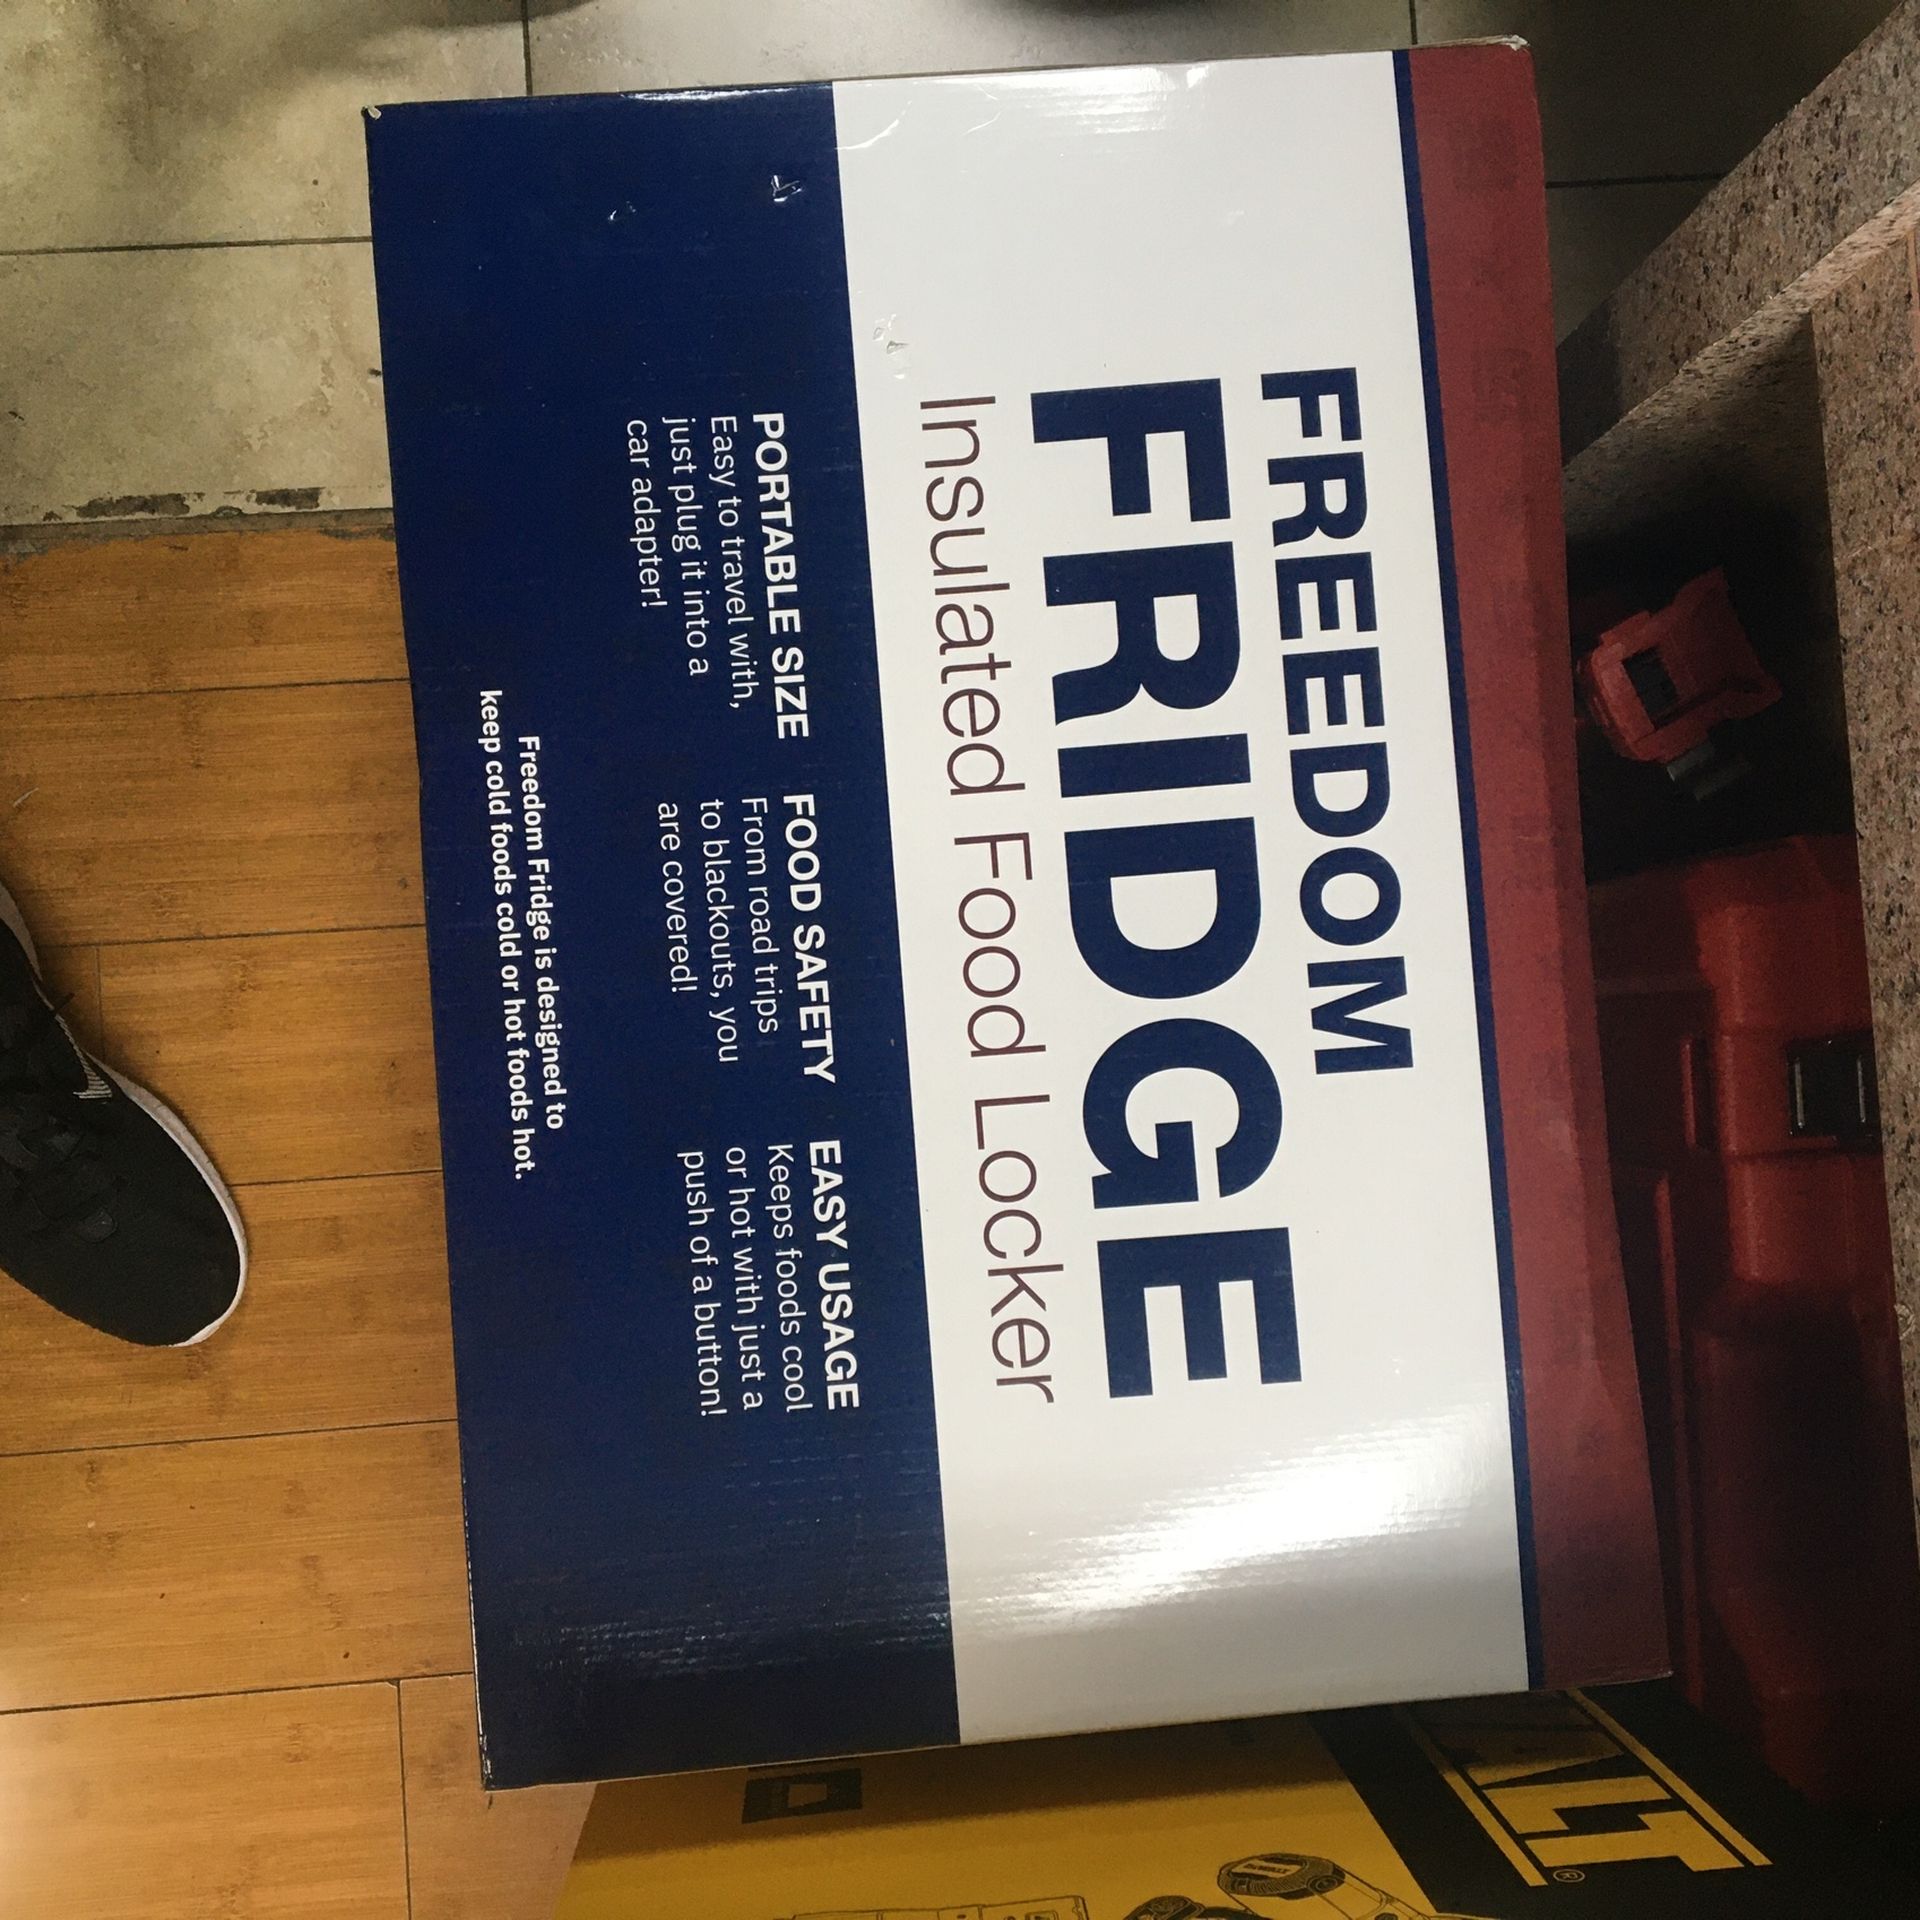 FREEDOM
FRIDGE
Insulated Food Locker
PORTABLE SIZE
Easy to travel with,
just plug it into a
car adapter!
FOOD SAFETY
From road trips
to blackouts, you
are covered!
EASY USAGE
Keeps foods cool
or hot with just a
push of a button!
Freedom Fridge is designed to
keep cold foods cold or hot foods hot.
ALT®
DEWALT